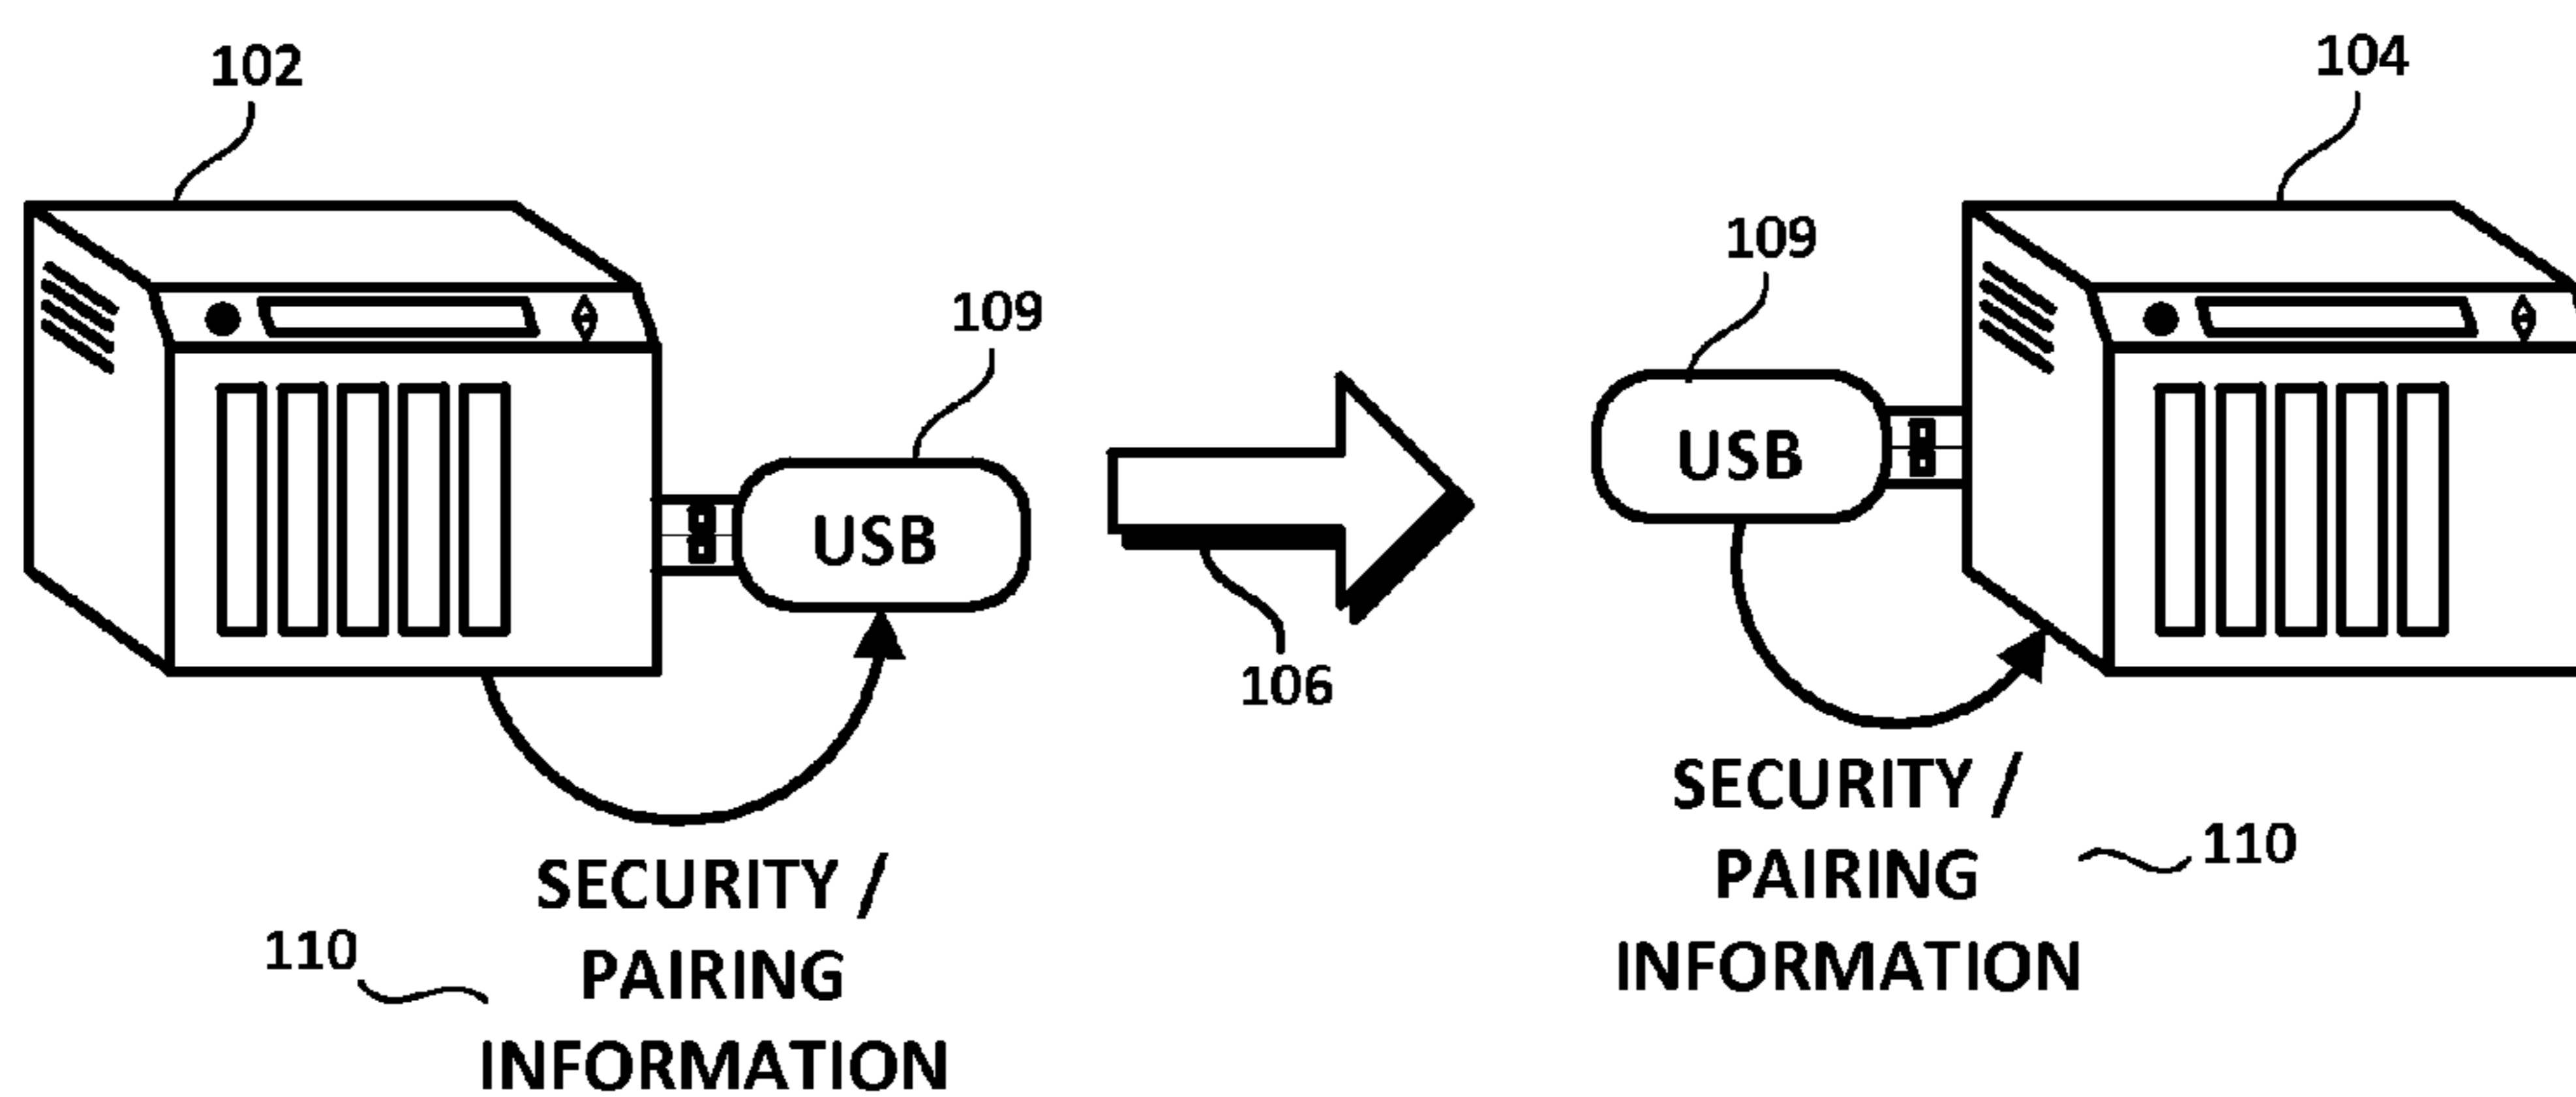 102
104
109
109
USB
USB
106
SECURITY /
PAIRING
INFORMATION
110
SECURITY /
PAIRING
INFORMATION
110